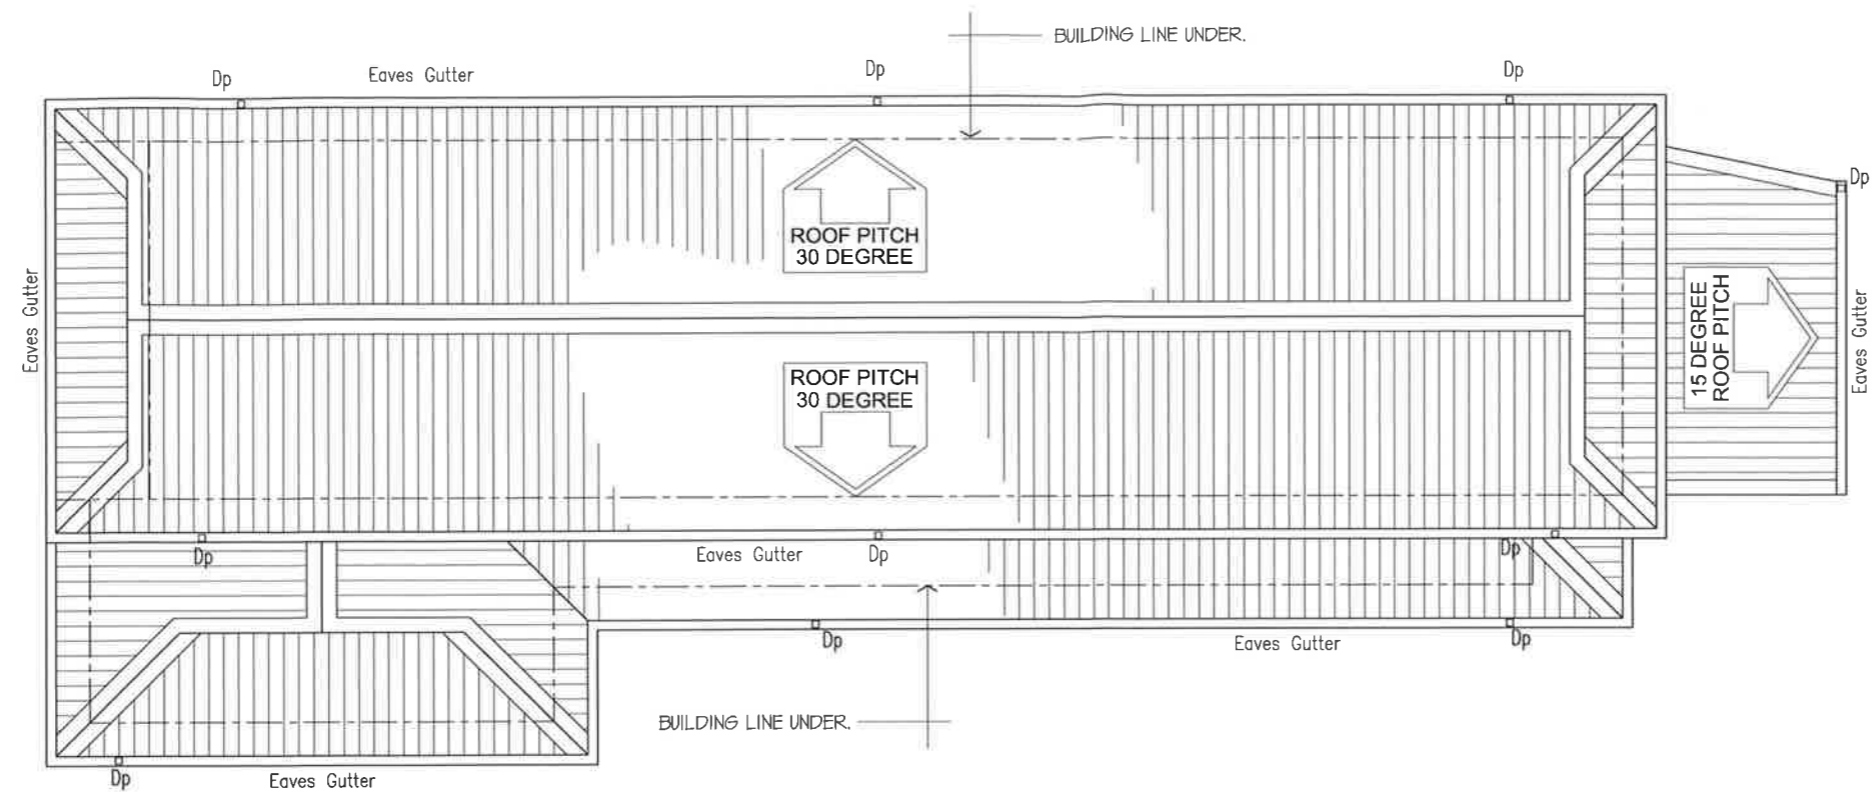 BUILDING LINE UNDER.
Dp
Eaves Gutter
Dp
Dp
Dp
ROOF PITCH
30 DEGREE
Eaves Gutter
15 DEGREE
ROOF PITCH
Eaves Gutter
ROOF PITCH
30 DEGREE
Dp
Eaves Gutter
Dp
Dp
Dp
Eaves Gutter
Dp
BUILDING LINE UNDER.
Dp
Eaves Gutter